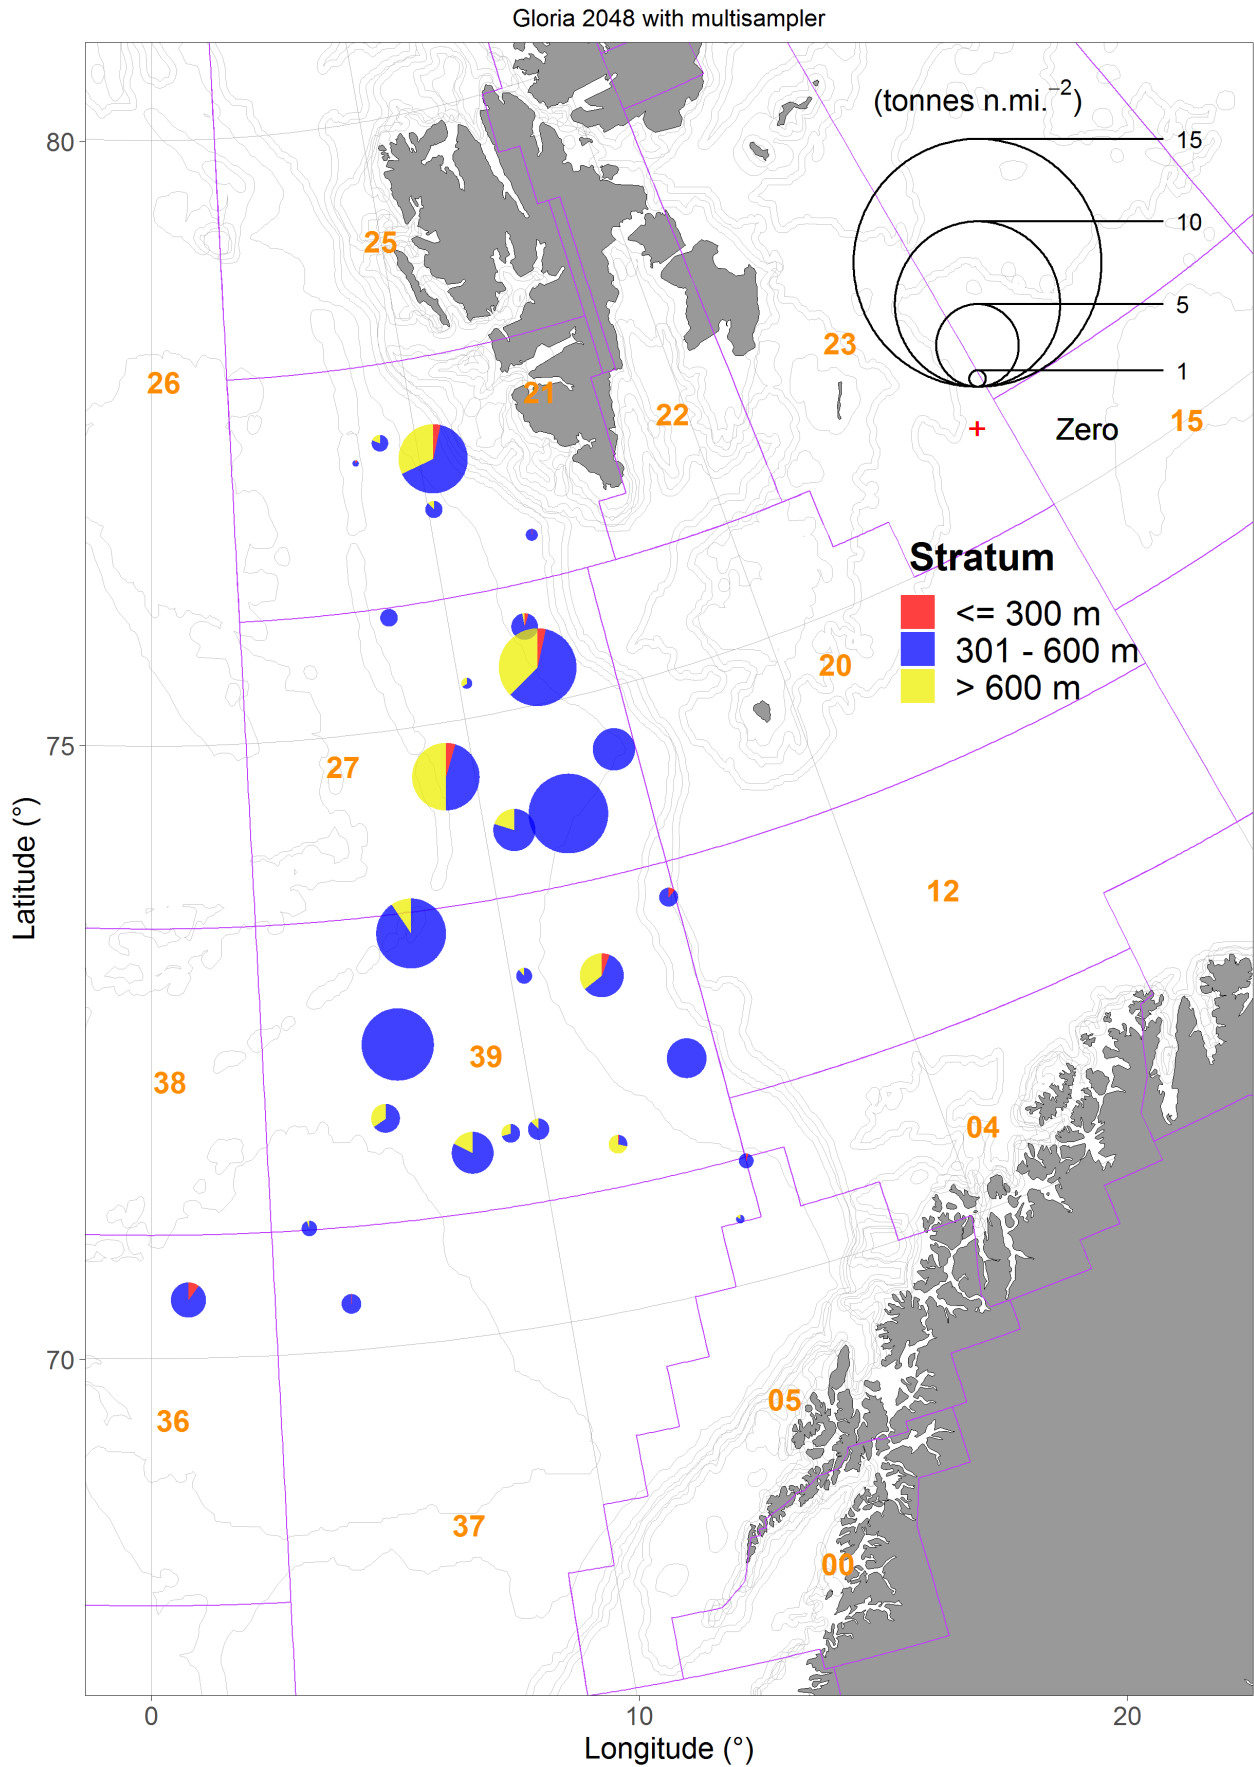 Gloria 2048 with multisampler
(tonnes n.mi.⁻²)
15
10
5
1
Zero
Stratum
<= 300 m
301 - 600 m
> 600 m
80
75
70
Latitude (°)
25
26
21
22
23
15
20
27
12
39
38
04
05
36
37
00
0
10
20
Longitude (°)